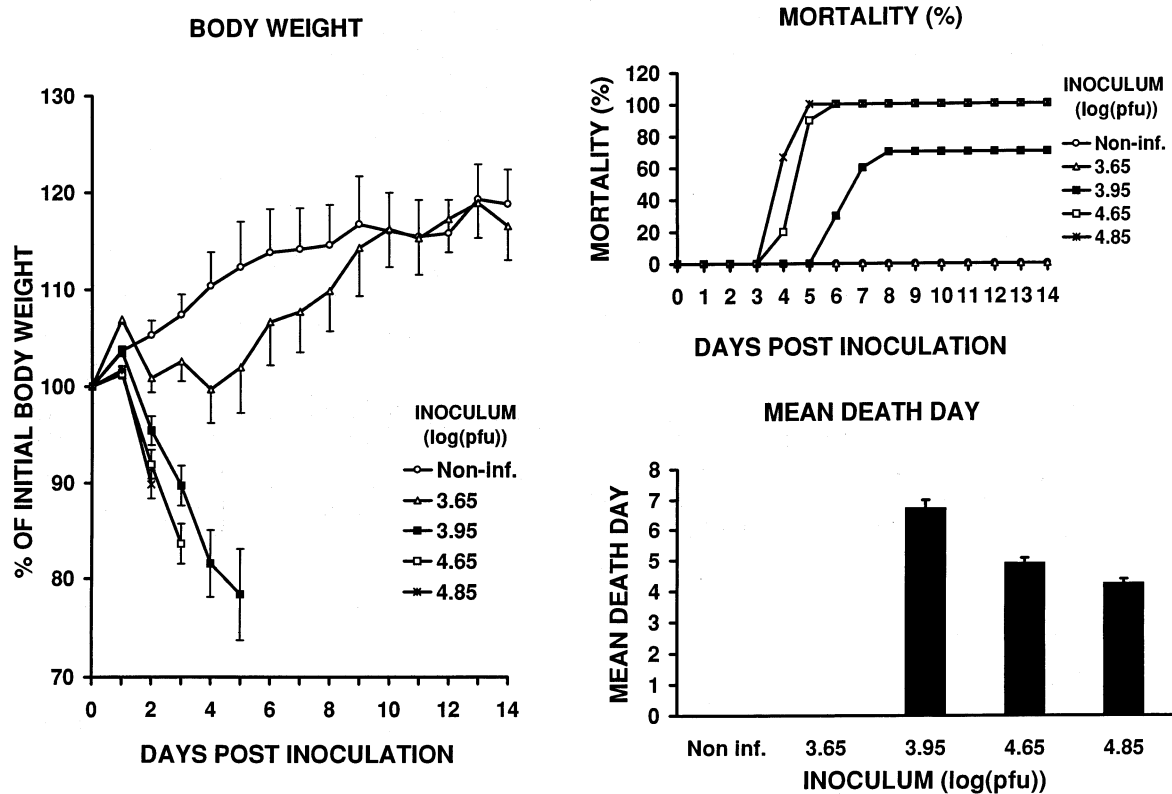 BODY WEIGHT
130
120
110
100
90
80
70
% OF INITIAL BODY WEIGHT
INOCULUM
(log(pfu))
Non-inf.
3.65
3.95
4.65
4.85
0 2 4 6 8 10 12 14
DAYS POST INOCULATION
MORTALITY (%)
120
100
80
60
40
20
0
MORTALITY (%)
INOCULUM
(log(pfu))
Non-inf.
3.65
3.95
4.65
4.85
0 1 2 3 4 5 6 7 8 9 10 11 12 13 14
DAYS POST INOCULATION
MEAN DEATH DAY
8
7
6
5
4
3
2
1
0
MEAN DEATH DAY
Non inf. 3.65 3.95 4.65 4.85
INOCULUM (log(pfu))